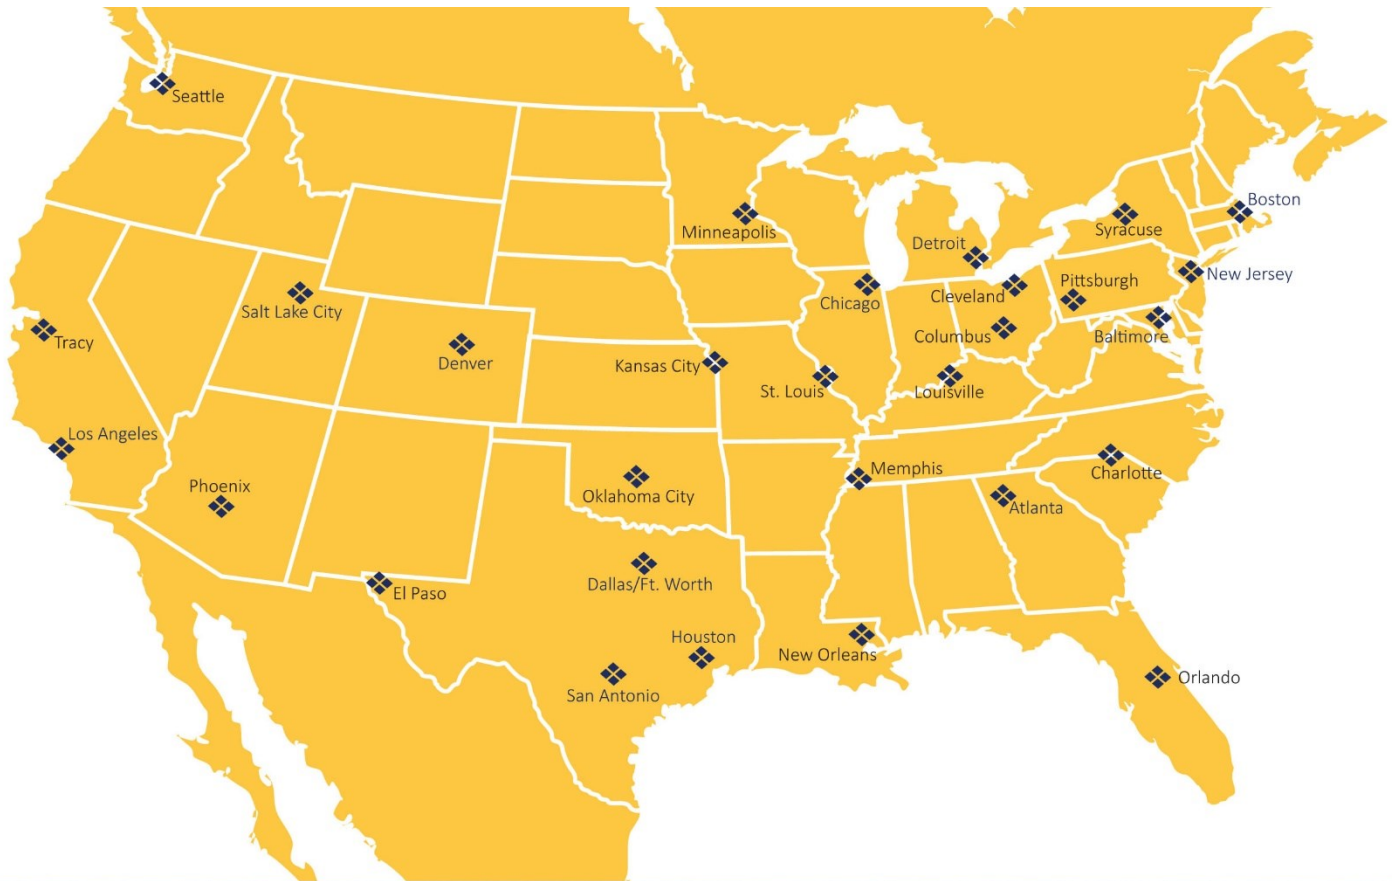 Seattle
Boston
Minneapolis
Syracuse
Detroit
New Jersey
Pittsburgh
Cleveland
Chicago
Salt Lake City
Columbus
Baltimore
Tracy
Denver
Kansas City
St. Louis
Louisville
Los Angeles
Memphis
Charlotte
Phoenix
Oklahoma City
Atlanta
Dallas/Ft. Worth
El Paso
Houston
New Orleans
Orlando
San Antonio